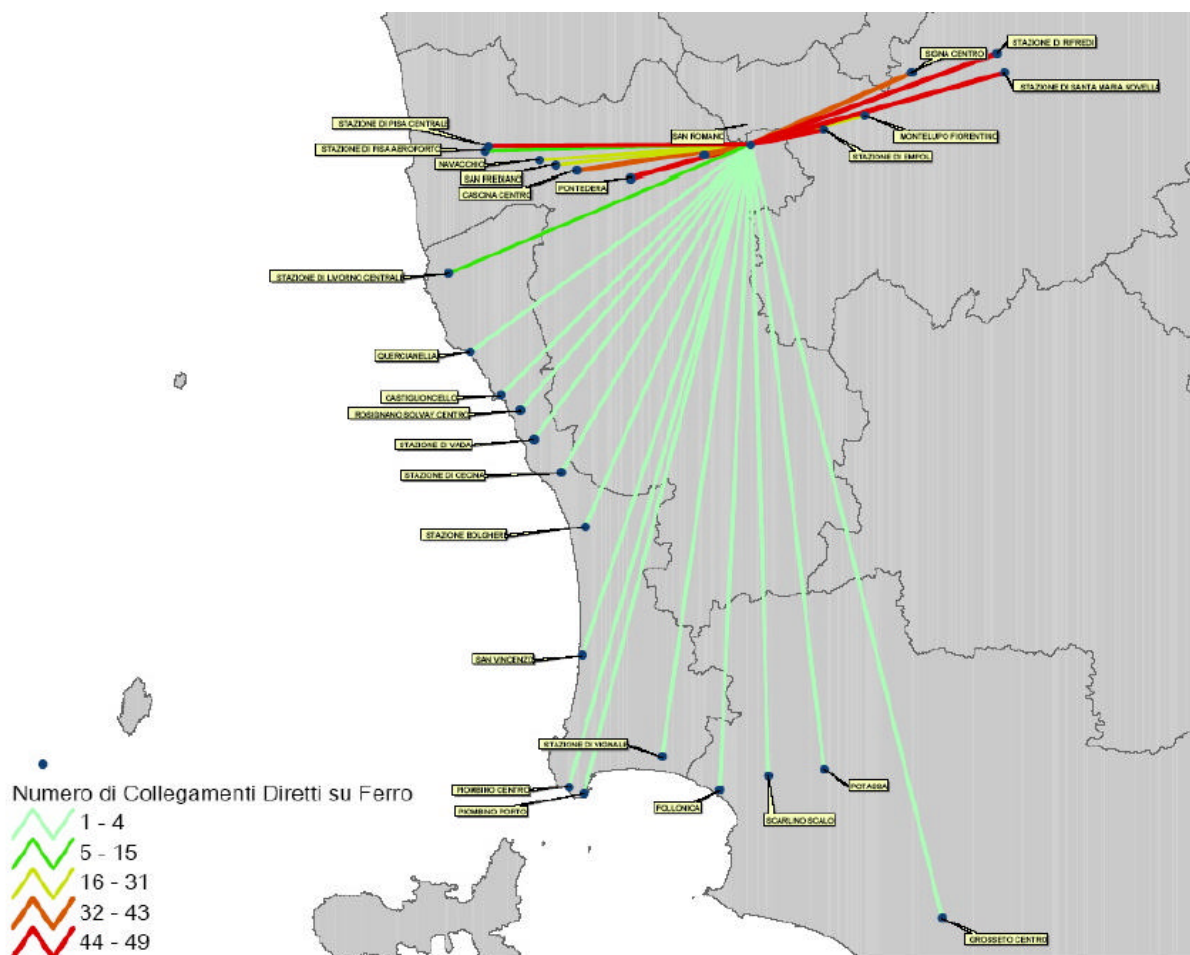 STAZIONE DI RIFREDI
SIGNA CENTRO
STAZIONE DI SANTA MARIA NOVELLA
STAZIONE DI PISA CENTRALE
SAN ROMANO
MONTELUPO FIORENTINO
STAZIONE DI PISA AEROPORTO
STAZIONE DI EMPOLI
NAVACCHIO
SAN FREDIANO
CASCINA CENTRO
PONTEDERA
STAZIONE DI LIVORNO CENTRALE
QUERCIANELLA
CASTIGLIONCELLO
ROSIGNANO SOLVAY CENTRO
STAZIONE DI VADA
STAZIONE DI CECINA
STAZIONE BOLGHERI
SAN VINCENZO
STAZIONE DI VIGNALE
PIOMBINO CENTRO
PIOMBINO PORTO
FOLLONICA
SCARLINO SCALO
POTASSA
GROSSETO CENTRO
Numero di Collegamenti Diretti su Ferro
1 - 4
5 - 15
16 - 31
32 - 43
44 - 49